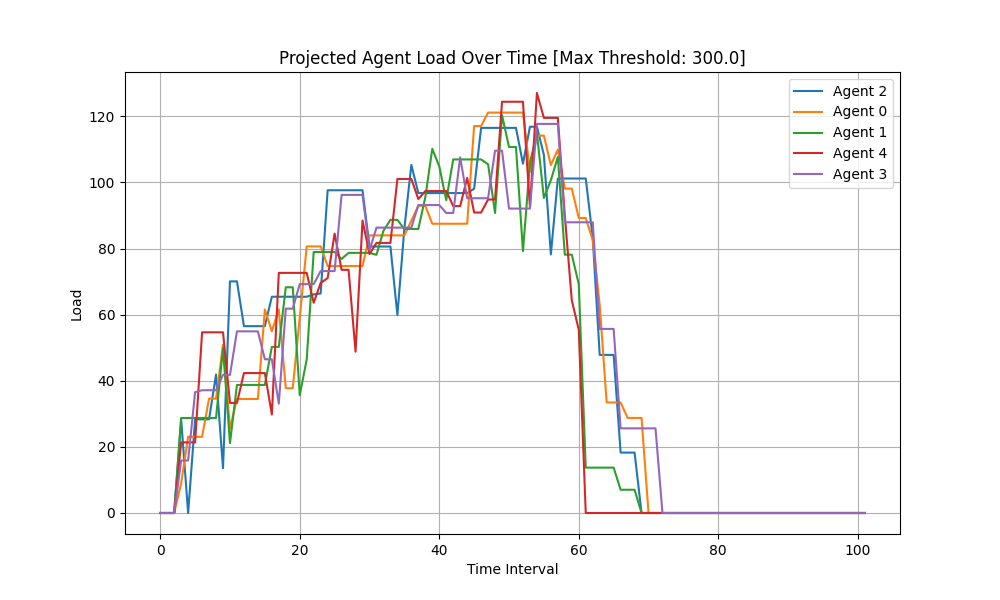 Projected Agent Load Over Time [Max Threshold: 300.0]
Agent 2
Agent 0
Agent 1
Agent 4
Agent 3
Load
120
100
80
60
40
20
0
0 20 40 60 80 100
Time Interval